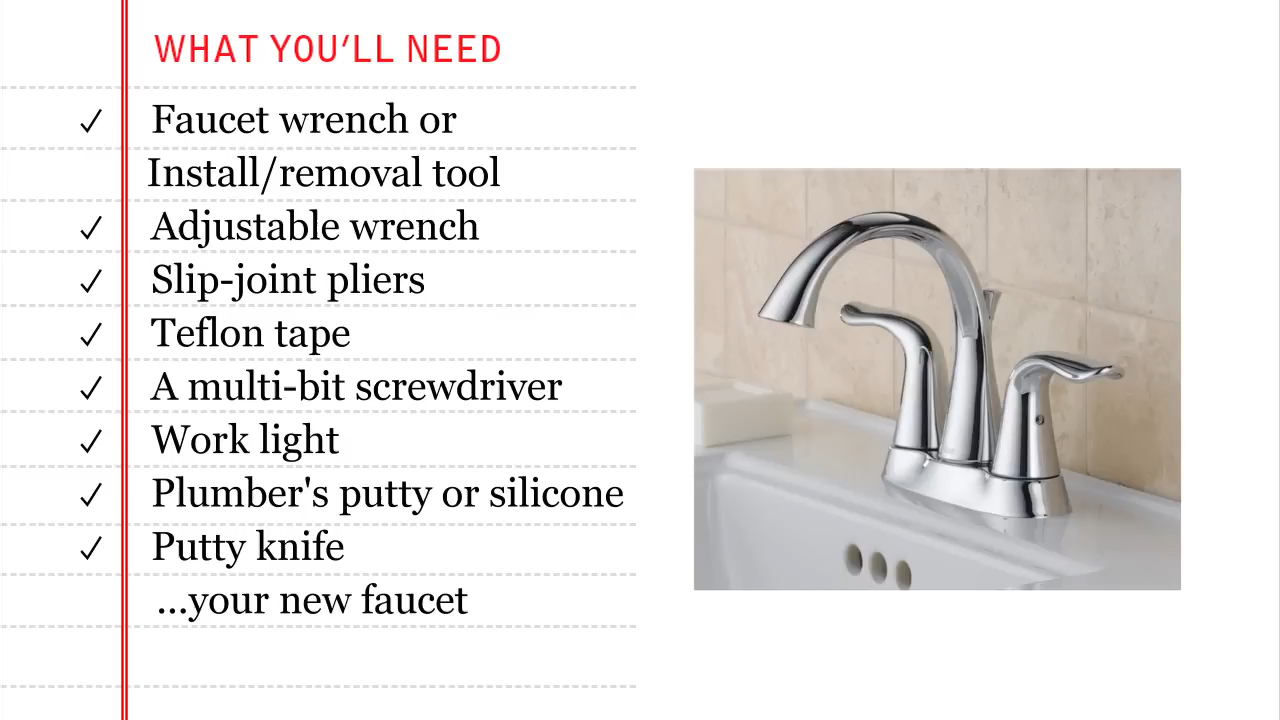 WHAT YOU'LL NEED
✓ Faucet wrench or
Install/removal tool
✓ Adjustable wrench
✓ Slip-joint pliers
✓ Teflon tape
✓ A multi-bit screwdriver
✓ Work light
✓ Plumber's putty or silicone
✓ Putty knife
...your new faucet